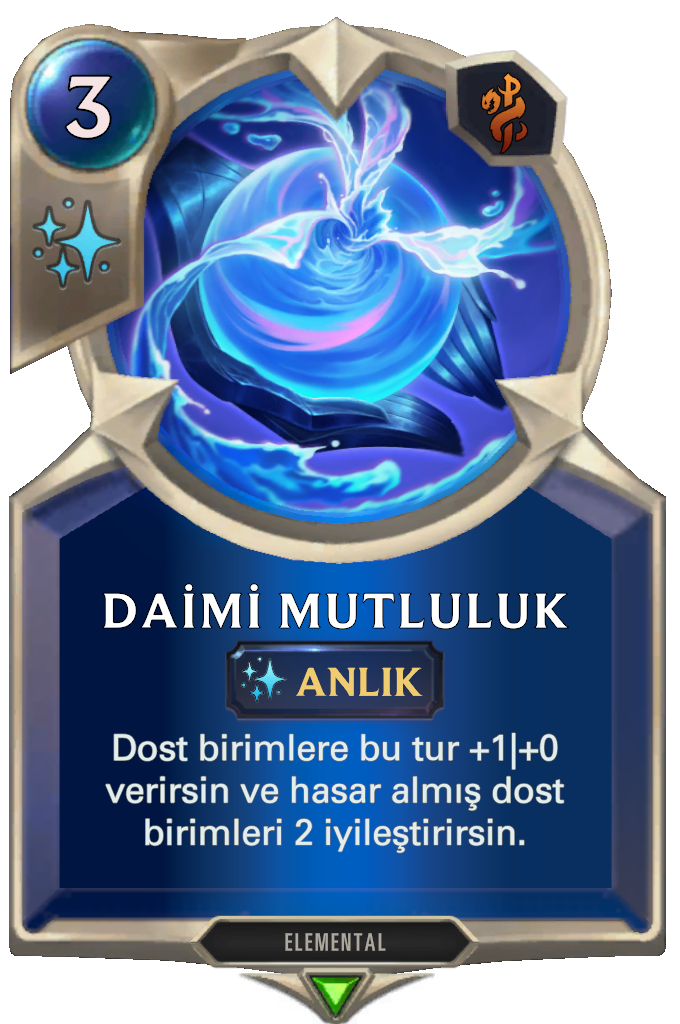 3
DAİMİ MUTLULUK
ANLIK
Dost birimlere bu tur +1|+0
verirsin ve hasar almış dost
birimleri 2 iyileştirirsin.
ELEMENTAL